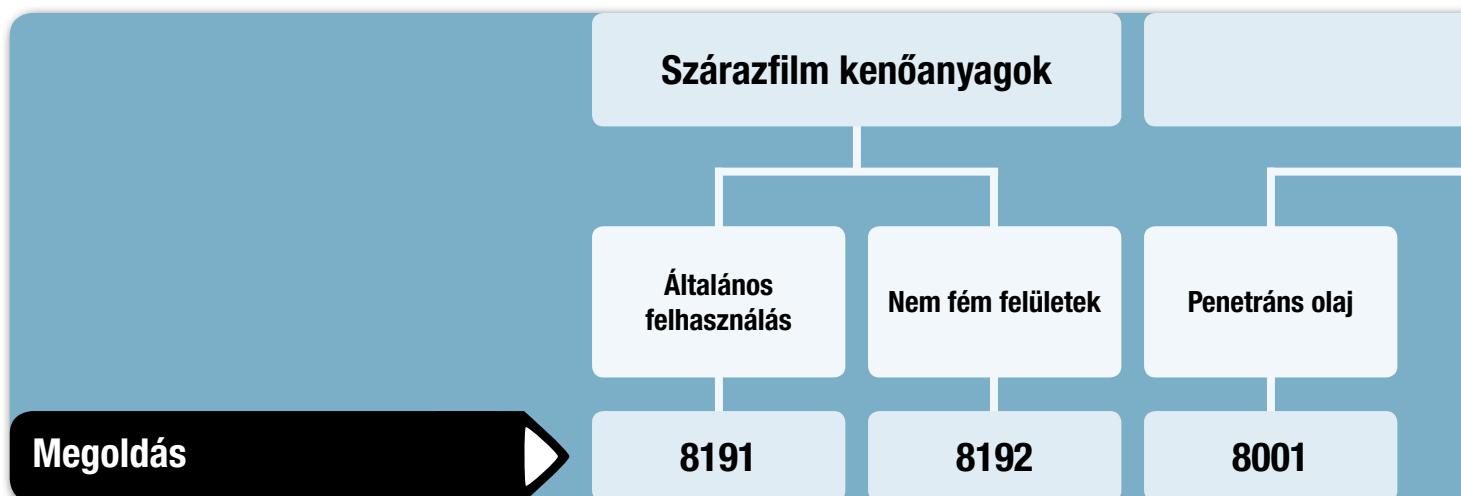 Szárazfilm kenőanyagok
Általános
felhasználás
Nem fém felületek
Penetráns olaj
Megoldás
8191
8192
8001